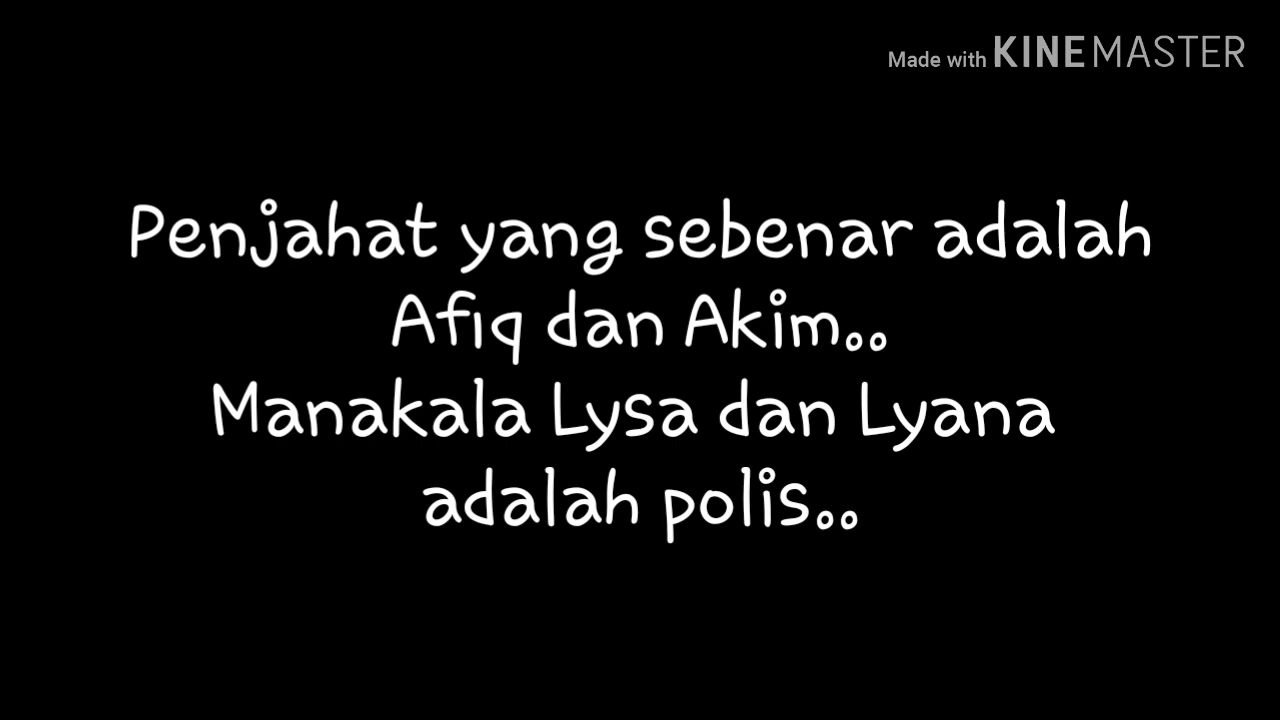 Made with KINEMASTER
Penjahat yang sebenar adalah
Afiq dan Akim..
Manakala Lysa dan Lyana
adalah polis..